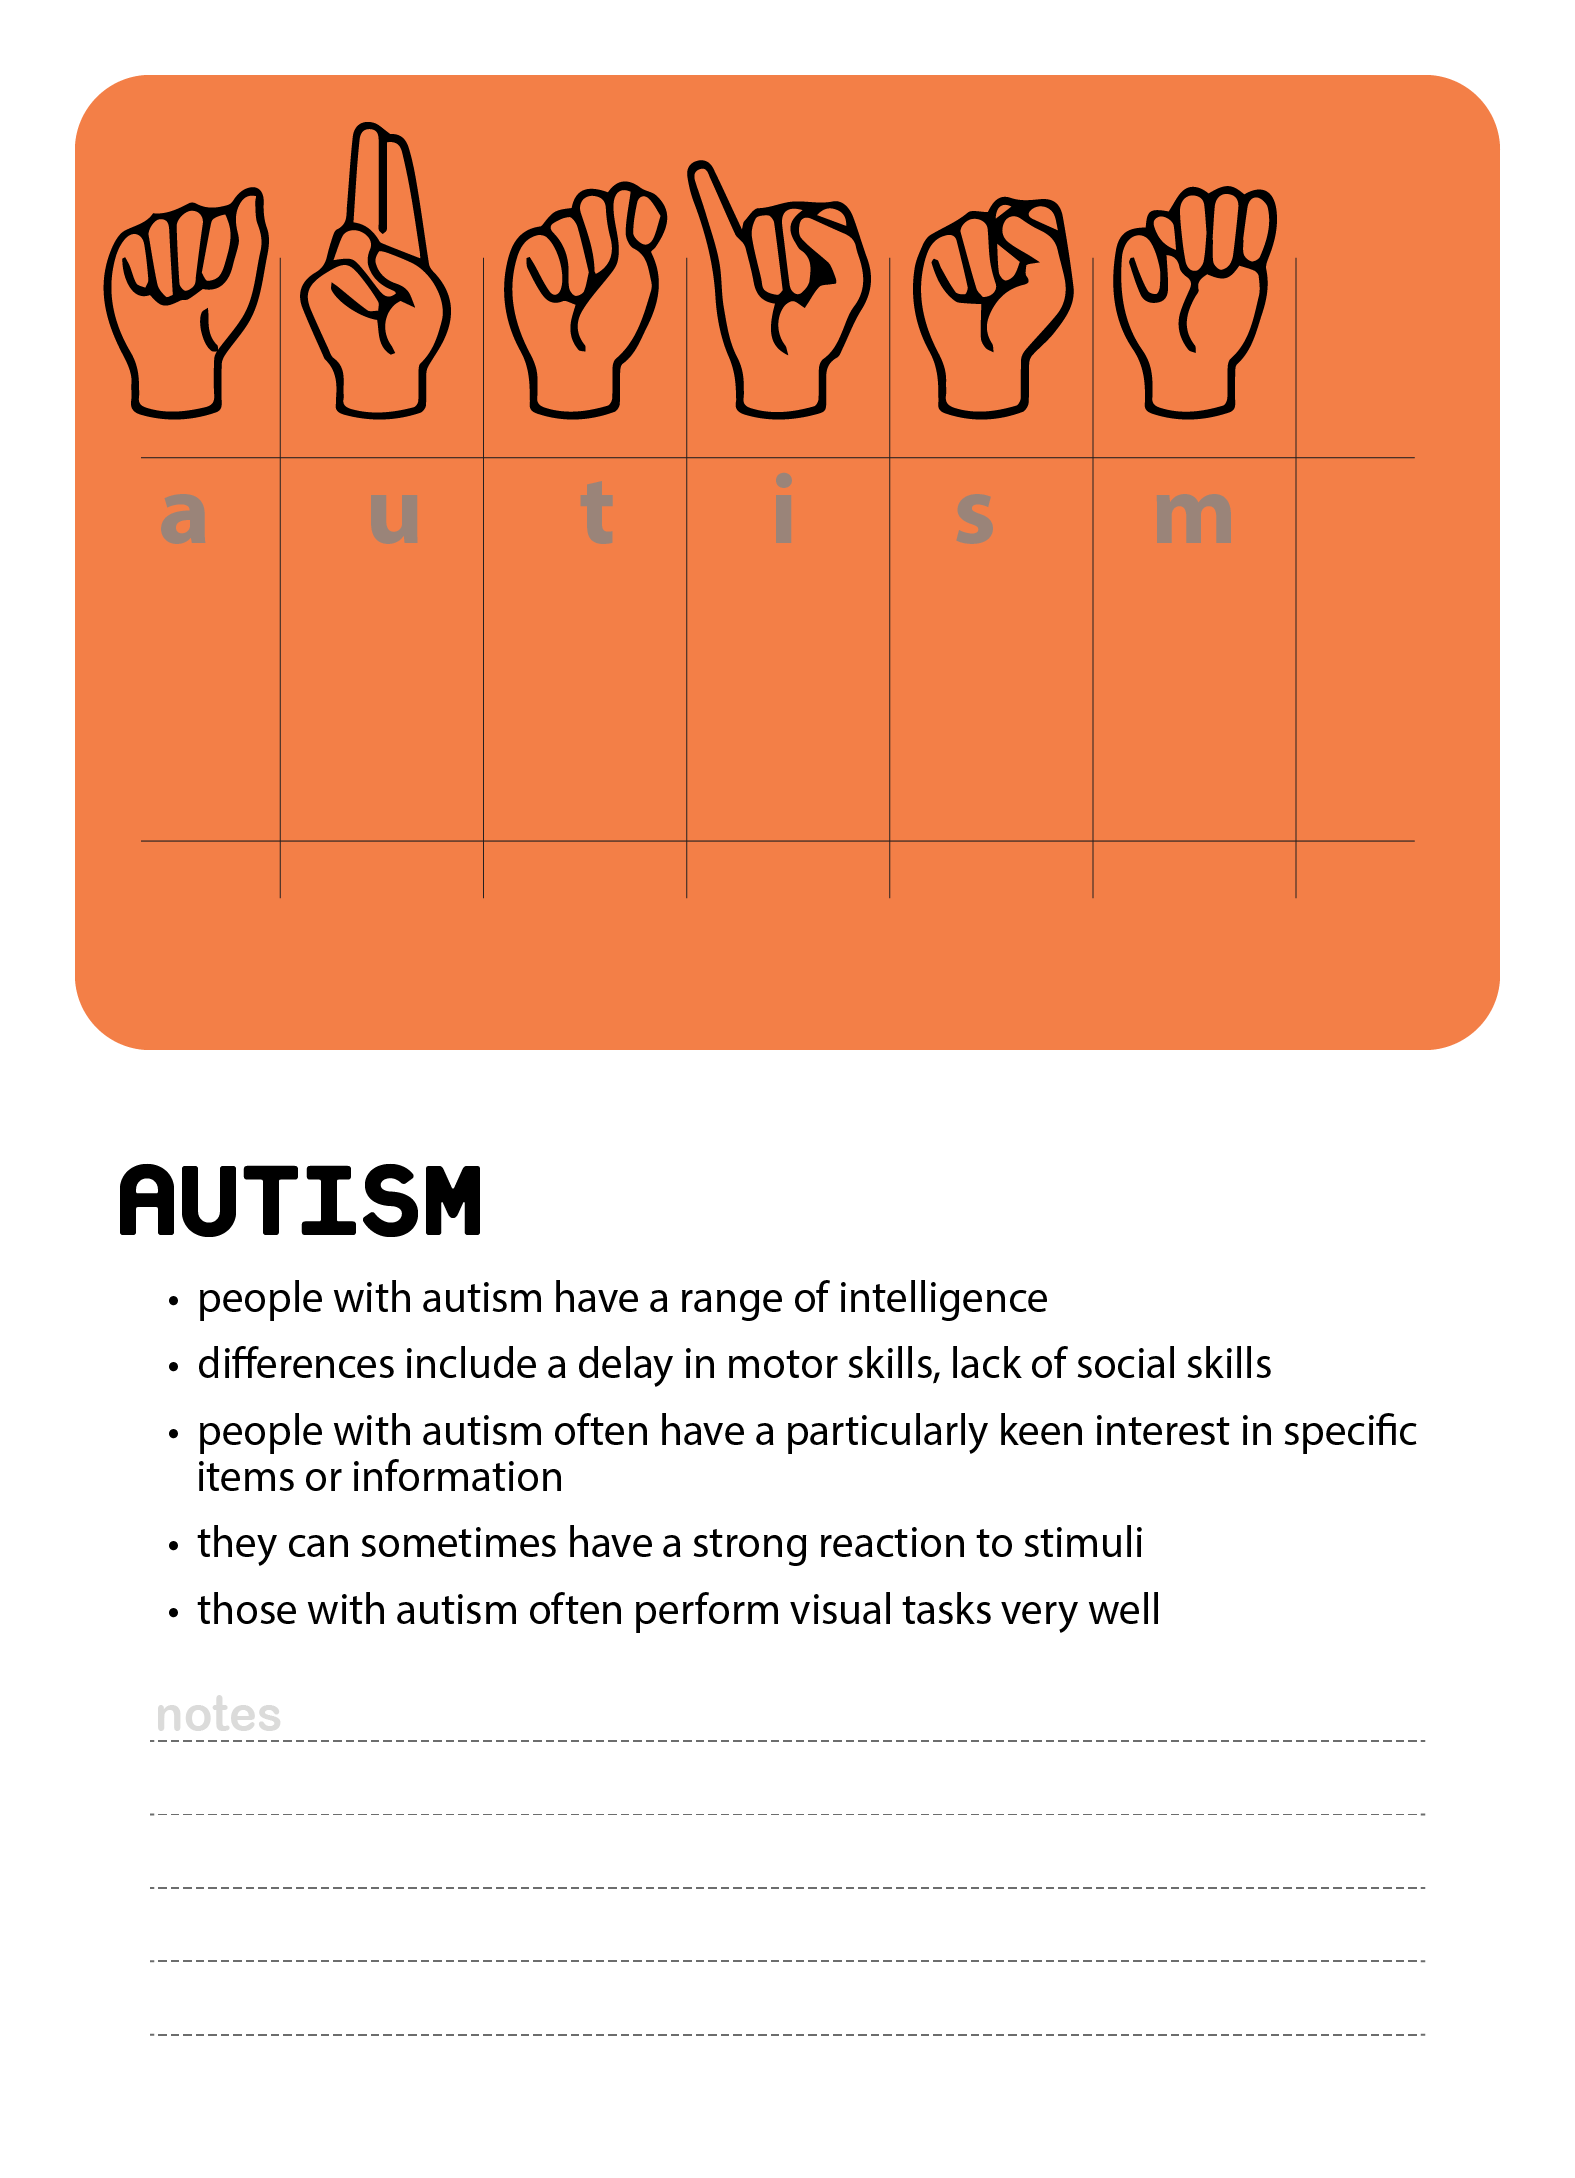 a u t i s m
AUTISM
• people with autism have a range of intelligence
• differences include a delay in motor skills, lack of social skills
• people with autism often have a particularly keen interest in specific
items or information
• they can sometimes have a strong reaction to stimuli
• those with autism often perform visual tasks very well
notes